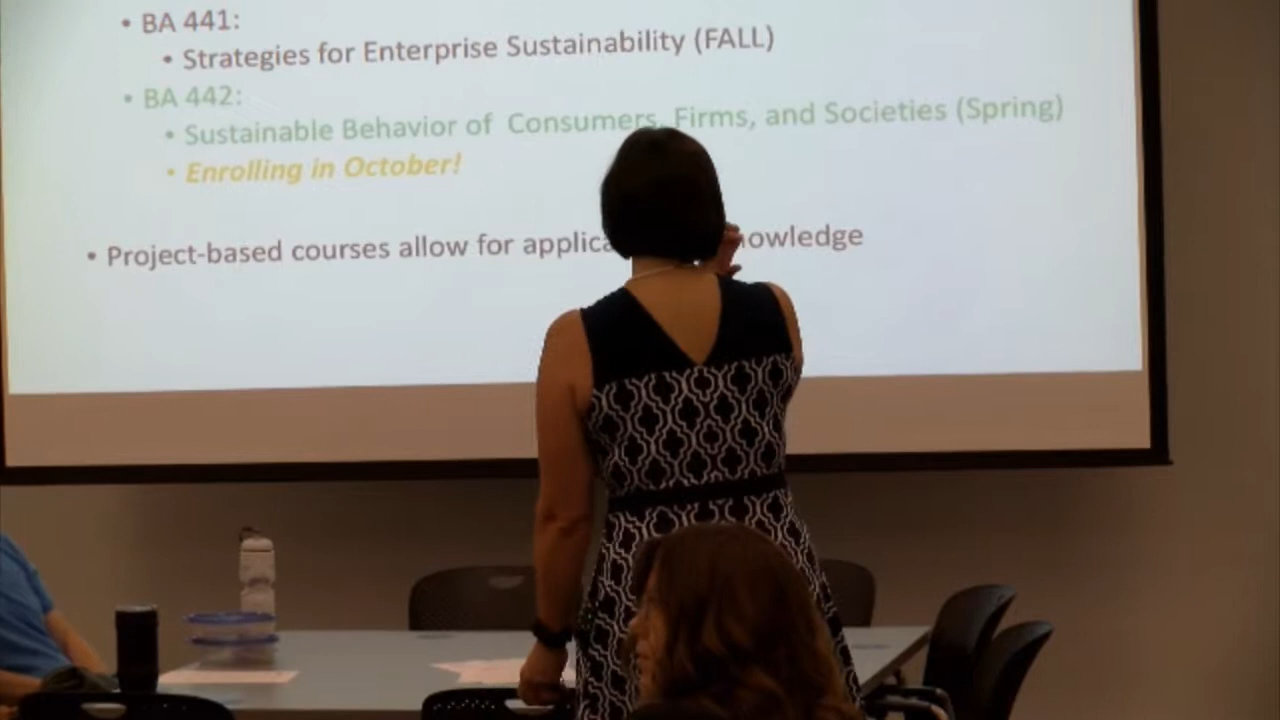 • BA 441:
• Strategies for Enterprise Sustainability (FALL)
• BA 442:
• Sustainable Behavior of Consumers, Firms, and Societies (Spring)
• Enrolling in October!
• Project-based courses allow for applica owledge